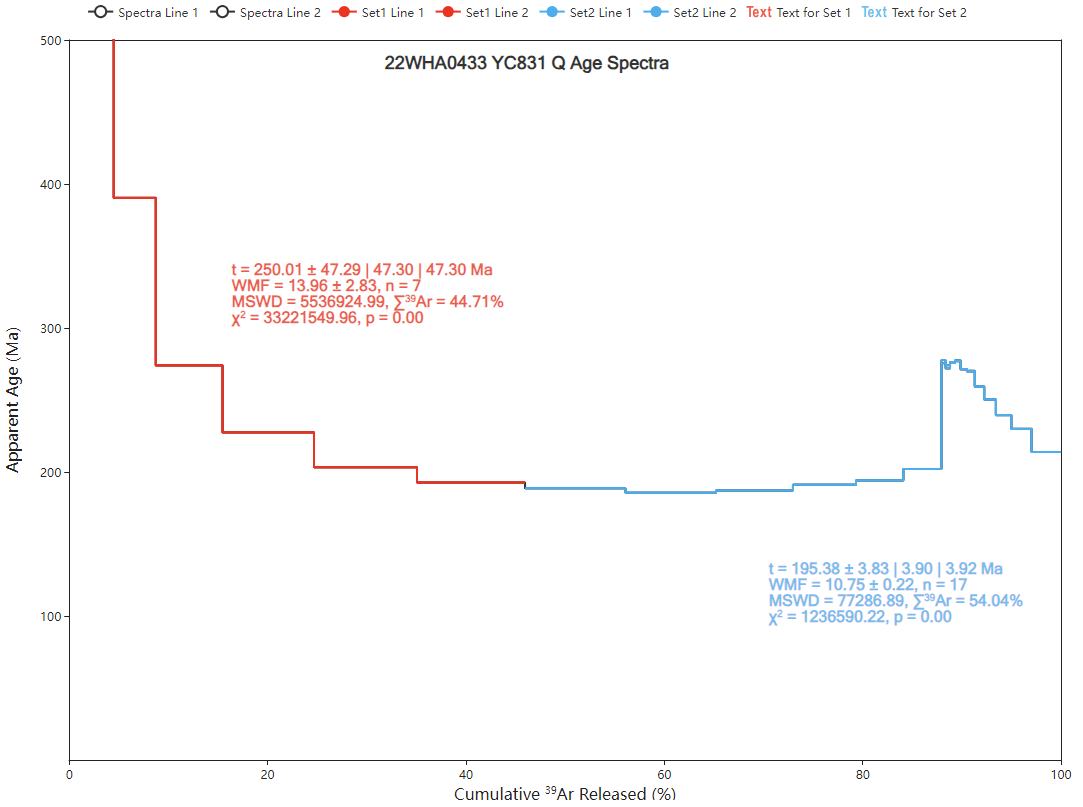 Spectra Line 1 Spectra Line 2 Set1 Line 1 Set1 Line 2 Set2 Line 1 Set2 Line 2 Text Text for Set 1 Text Text for Set 2
22WHA0433 YC831 Q Age Spectra
500
400
300
200
100
Apparent Age (Ma)
t = 250.01 ± 47.29 | 47.30 | 47.30 Ma
WMF = 13.96 ± 2.83, n = 7
MSWD = 5536924.99, ∑³⁹Ar = 44.71%
χ² = 33221549.96, p = 0.00
t = 195.38 ± 3.83 | 3.90 | 3.92 Ma
WMF = 10.75 ± 0.22, n = 17
MSWD = 77286.89, ∑³⁹Ar = 54.04%
χ² = 1236590.22, p = 0.00
0 20 40 60 80 100
Cumulative ³⁹Ar Released (%)